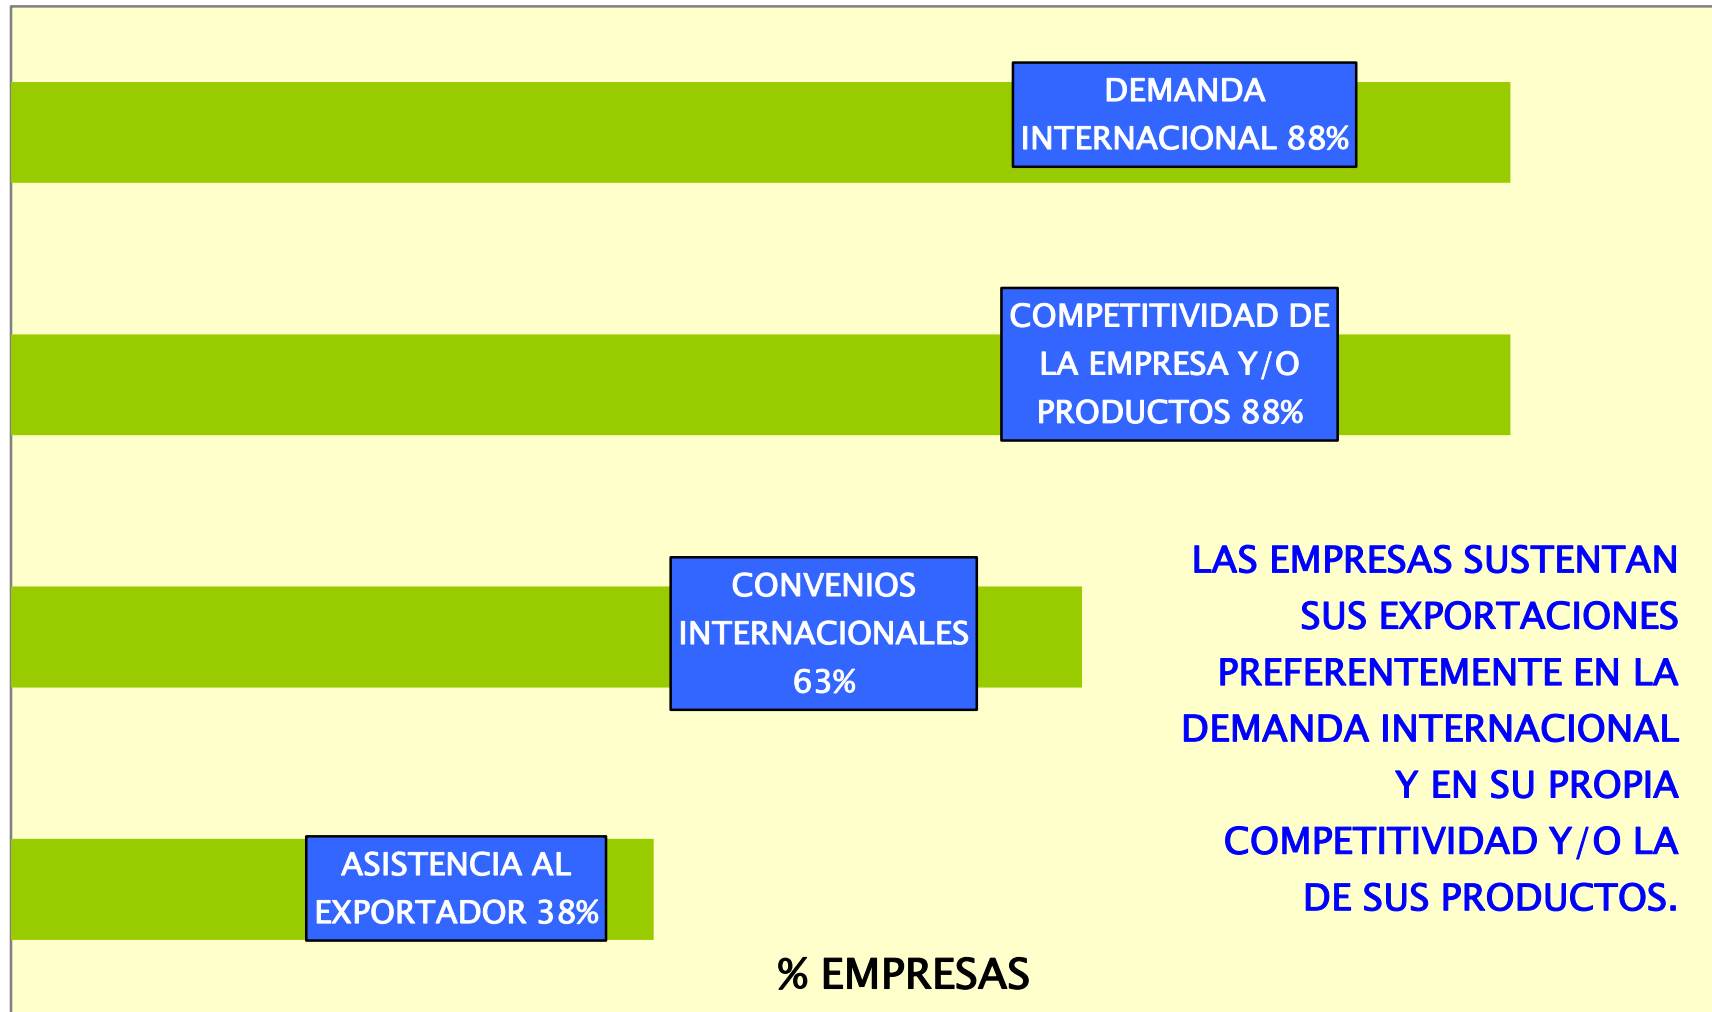 DEMANDA
INTERNACIONAL 88%
COMPETITIVIDAD DE
LA EMPRESA Y/O
PRODUCTOS 88%
CONVENIOS
INTERNACIONALES
63%
LAS EMPRESAS SUSTENTAN
SUS EXPORTACIONES
PREFERENTEMENTE EN LA
DEMANDA INTERNACIONAL
Y EN SU PROPIA
COMPETITIVIDAD Y/O LA
DE SUS PRODUCTOS.
ASISTENCIA AL
EXPORTADOR 38%
% EMPRESAS